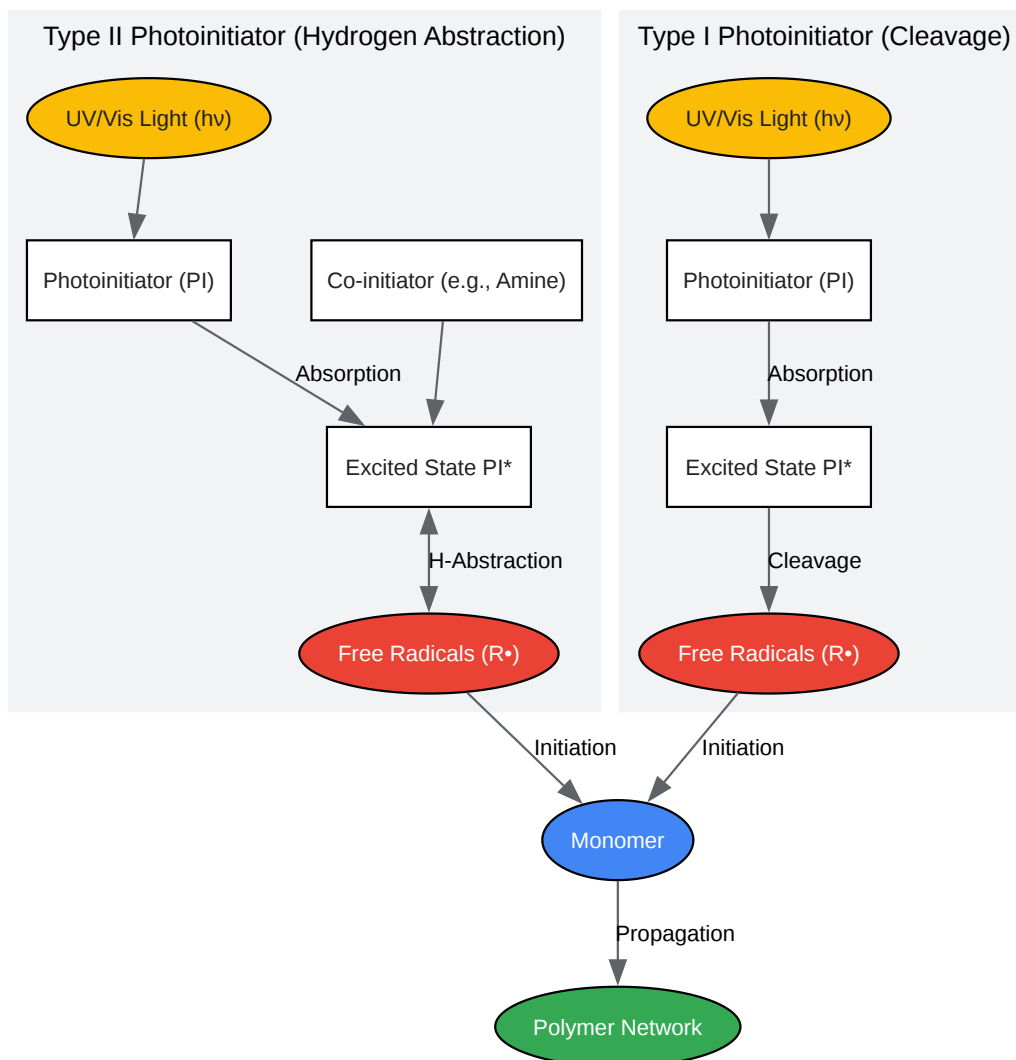 Type II Photoinitiator (Hydrogen Abstraction)
UV/Vis Light (hν)
Photoinitiator (PI)
Co-initiator (e.g., Amine)
Absorption
Excited State PI*
H-Abstraction
Free Radicals (R•)
Initiation
Type I Photoinitiator (Cleavage)
UV/Vis Light (hν)
Photoinitiator (PI)
Absorption
Excited State PI*
Cleavage
Free Radicals (R•)
Initiation
Monomer
Propagation
Polymer Network